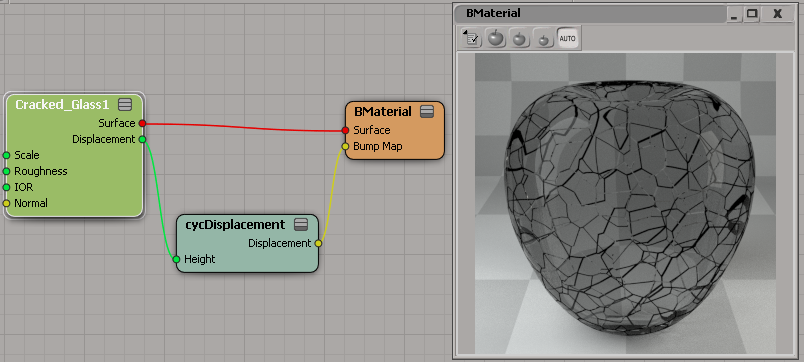 BMaterial
AUTO
Cracked_Glass1
Surface
Displacement
Scale
Roughness
IOR
Normal
BMaterial
Surface
Bump Map
cycDisplacement
Displacement
Height